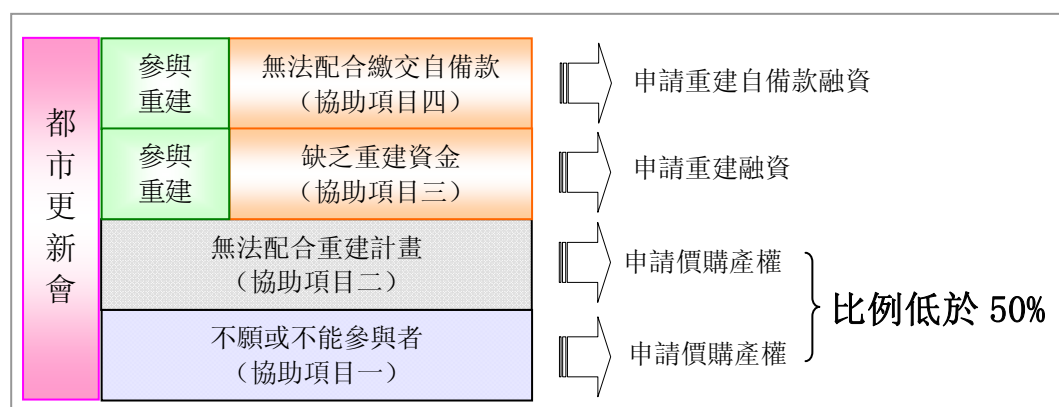 都市更新會
參與
重建
無法配合繳交自備款
（協助項目四）
申請重建自備款融資
參與
重建
缺乏重建資金
（協助項目三）
申請重建融資
無法配合重建計畫
（協助項目二）
申請價購產權
不願或不能參與者
（協助項目一）
申請價購產權
比例低於 50%